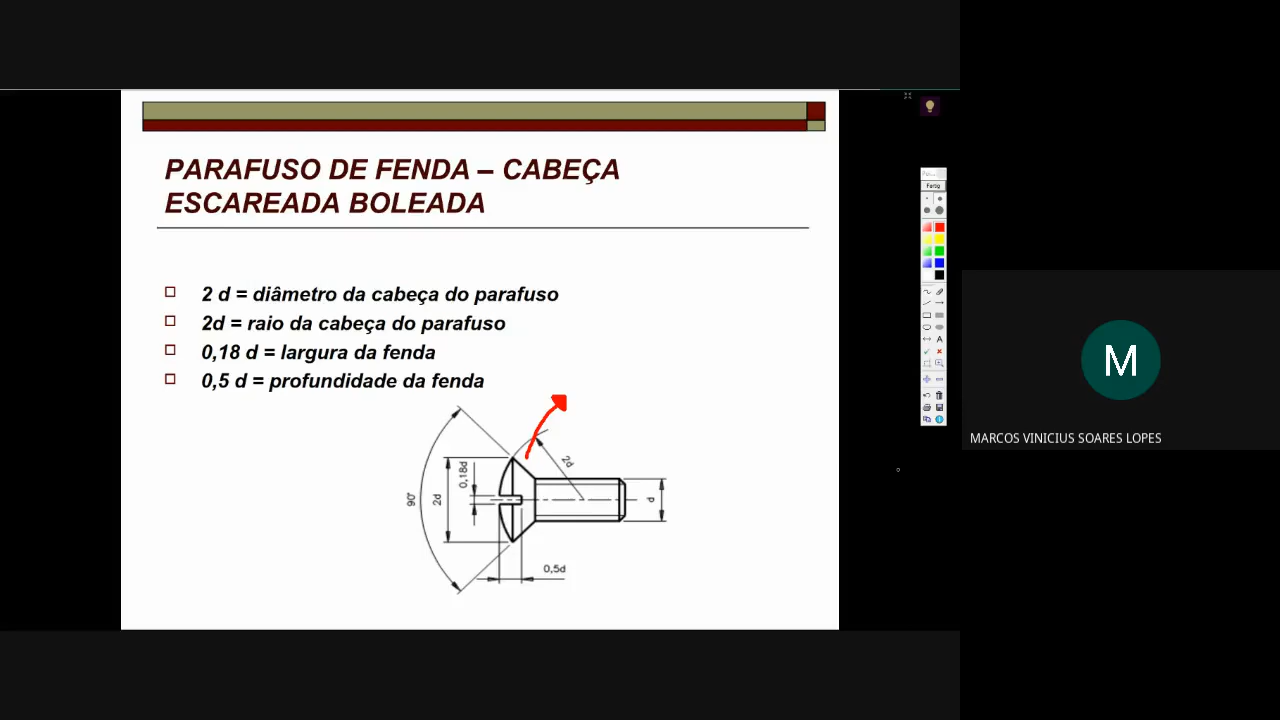 PARAFUSO DE FENDA – CABEÇA
ESCAREADA BOLEADA
2 d = diâmetro da cabeça do parafuso
2d = raio da cabeça do parafuso
0,18 d = largura da fenda
0,5 d = profundidade da fenda
90°
2d
0,18d
2d
d
0,5d
Fertig
A
M
MARCOS VINICIUS SOARES LOPES